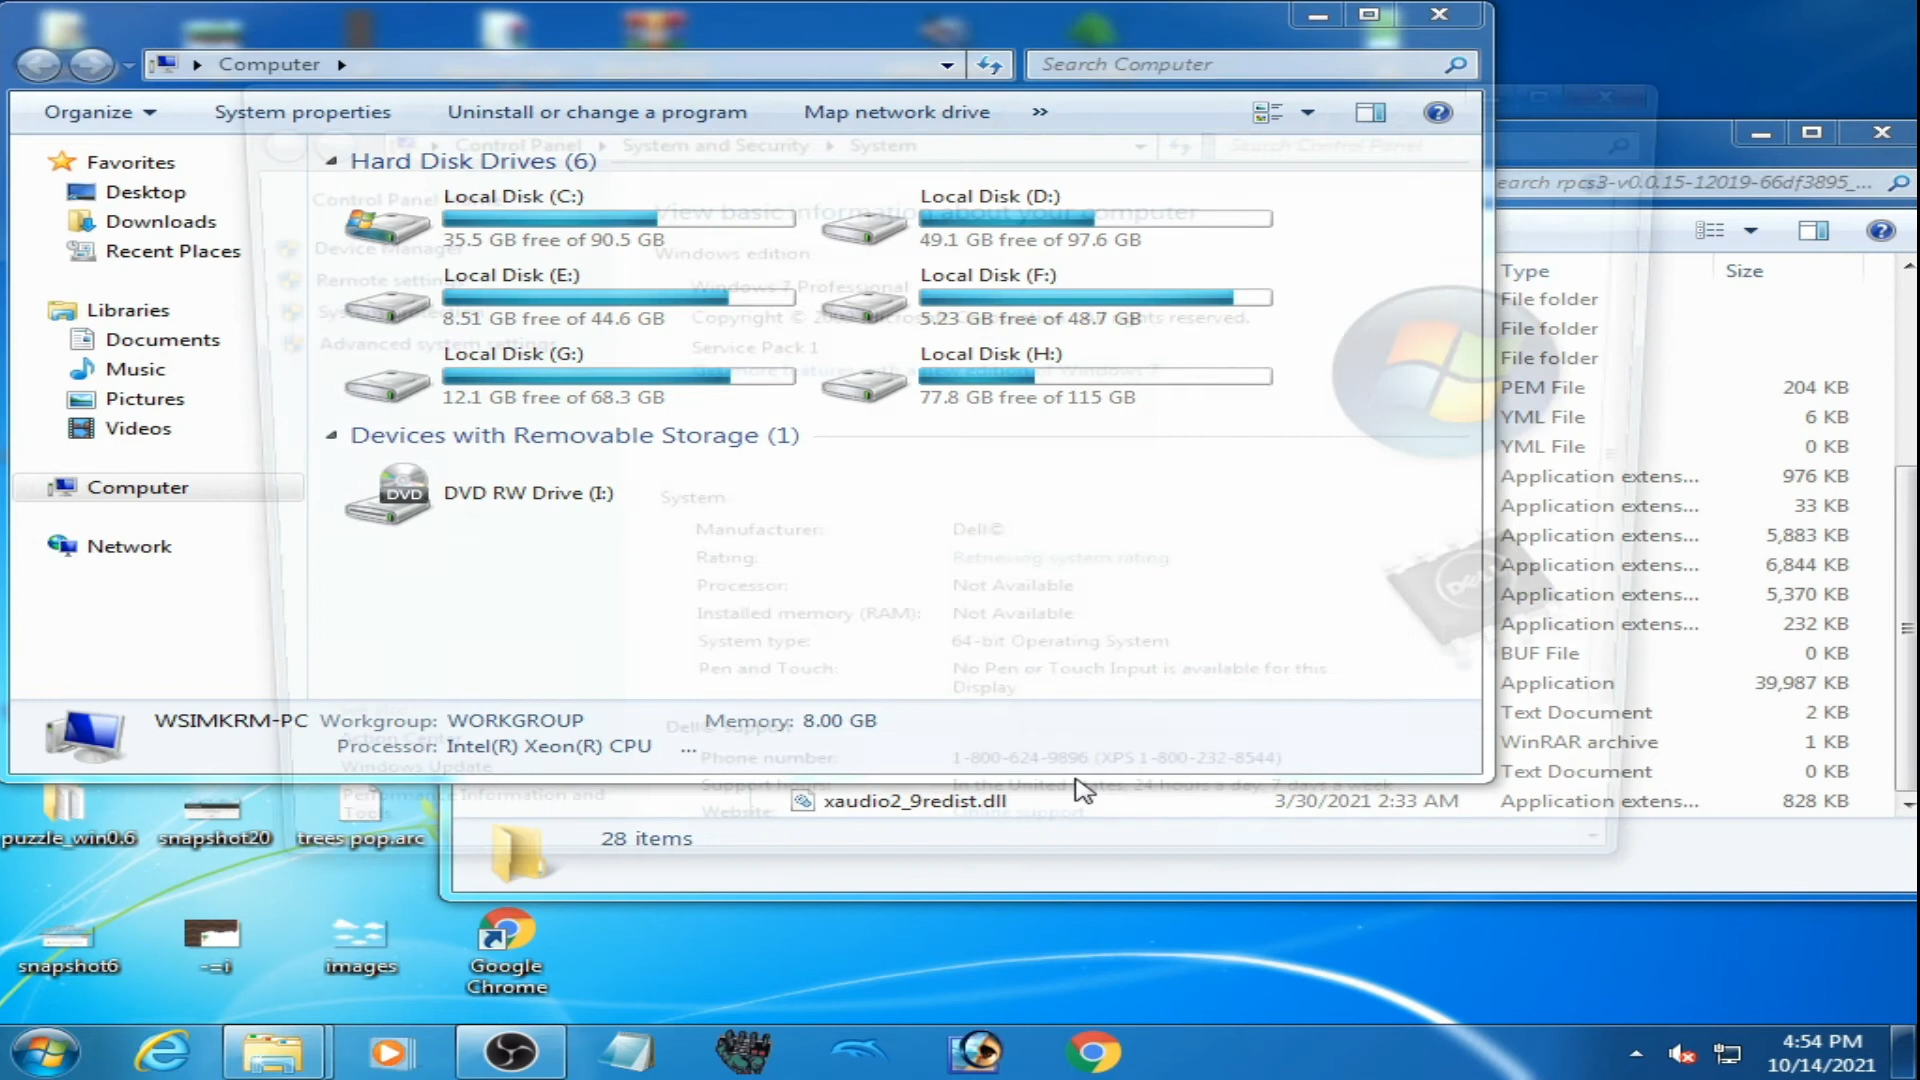 Computer
Search Computer
Organize
System properties
Uninstall or change a program
Map network drive
»
Control Panel
System and Security
System
Search Control Panel
Favorites
Desktop
Downloads
Recent Places
Libraries
Documents
Music
Pictures
Videos
Computer
Network
Hard Disk Drives (6)
Local Disk (C:)
35.5 GB free of 90.5 GB
Local Disk (D:)
49.1 GB free of 97.6 GB
Local Disk (E:)
8.51 GB free of 44.6 GB
Local Disk (F:)
5.23 GB free of 48.7 GB
Local Disk (G:)
12.1 GB free of 68.3 GB
Local Disk (H:)
77.8 GB free of 115 GB
Devices with Removable Storage (1)
DVD
DVD RW Drive (I:)
Control Panel
Device Manager
Remote settings
Advanced system settings
View basic information about your computer
Windows edition
Windows 7 Professional
Copyright © rights reserved.
Service Pack 1
Get more features with a new edition of Windows 7
System
Manufacturer: Dell©
Rating: Retrieving system rating
Processor: Not Available
Installed memory (RAM): Not Available
System type: 64-bit Operating System
Pen and Touch: No Pen or Touch Input is available for this
Display
DELL
WSIMKRM-PC Workgroup: WORKGROUP Memory: 8.00 GB
Processor: Intel(R) Xeon(R) CPU ...
Dell© support
Phone number: 1-800-624-9896 (XPS 1-800-232-8544)
Support hours: In the United States, 24 hours a day, 7 days a week
Website: Online support
Action Center
Windows Update
Performance Information and
Tools
earch rpcs3-v0.0.15-12019-66df3895_...
Type Size
File folder
File folder
File folder
PEM File 204 KB
YML File 6 KB
YML File 0 KB
Application extens... 976 KB
Application extens... 33 KB
Application extens... 5,883 KB
Application extens... 6,844 KB
Application extens... 5,370 KB
Application extens... 232 KB
BUF File 0 KB
Application 39,987 KB
Text Document 2 KB
WinRAR archive 1 KB
Text Document 0 KB
xaudio2_9redist.dll 3/30/2021 2:33 AM Application extens... 828 KB
28 items
puzzle_win0.6
snapshot20
trees pop.arc
snapshot6
-=i
images
Google
Chrome
4:54 PM
10/14/2021